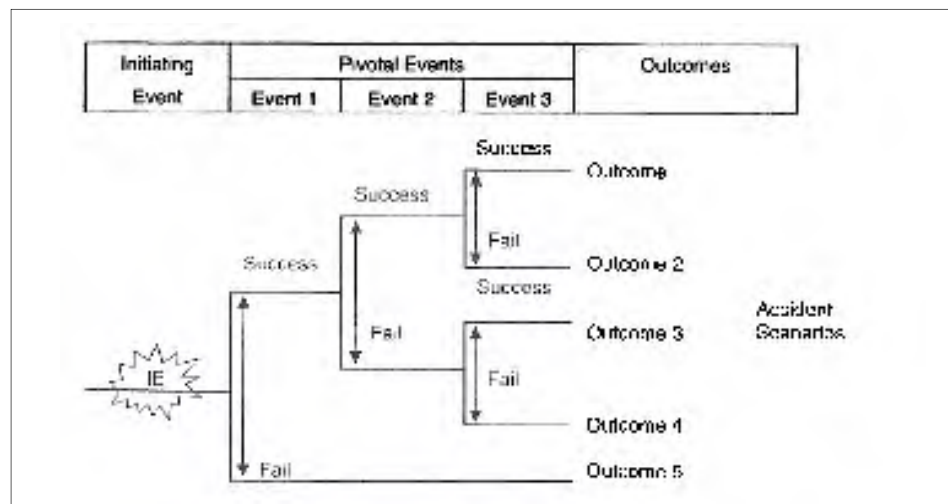 Initiating Event
Pivotal Events
Outcomes
Event 1
Event 2
Event 3
Success
Outcome
Success
Fail
Success
Outcome 2
Success
Accident Scenarios
Fail
Outcome 3
IE
Fail
Outcome 4
Fail
Outcome 5